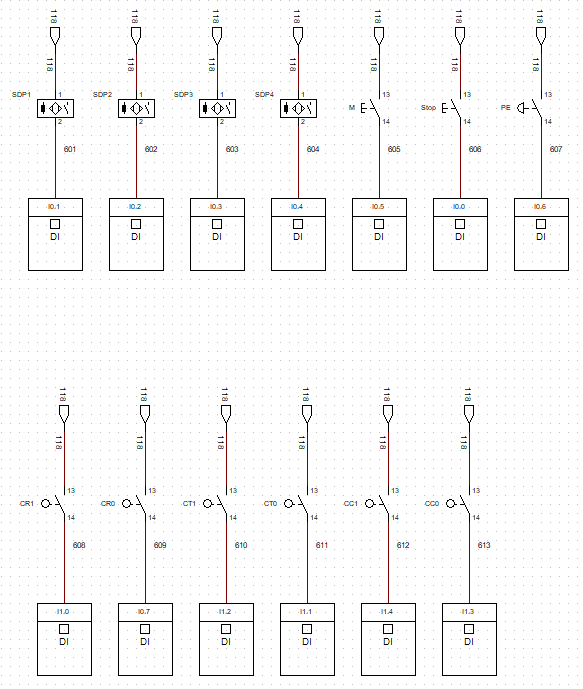 118 118 118 118 118 118 118
118 118 118 118 118 118 118
SDP1 1 SDP2 1 SDP3 1 SDP4 1 13 13 13
M Stop PE
2 2 2 2 14 14 14
601 602 603 604 605 606 607
I0.1 I0.2 I0.3 I0.4 I0.5 I0.0 I0.6
DI DI DI DI DI DI DI
118 118 118 118 118 118
118 118 118 118 118 118
13 13 13 13 13 13
CR1 CR0 CT1 CT0 CC1 CC0
14 14 14 14 14 14
608 609 610 611 612 613
I1.0 I0.7 I1.2 I1.1 I1.4 I1.3
DI DI DI DI DI DI